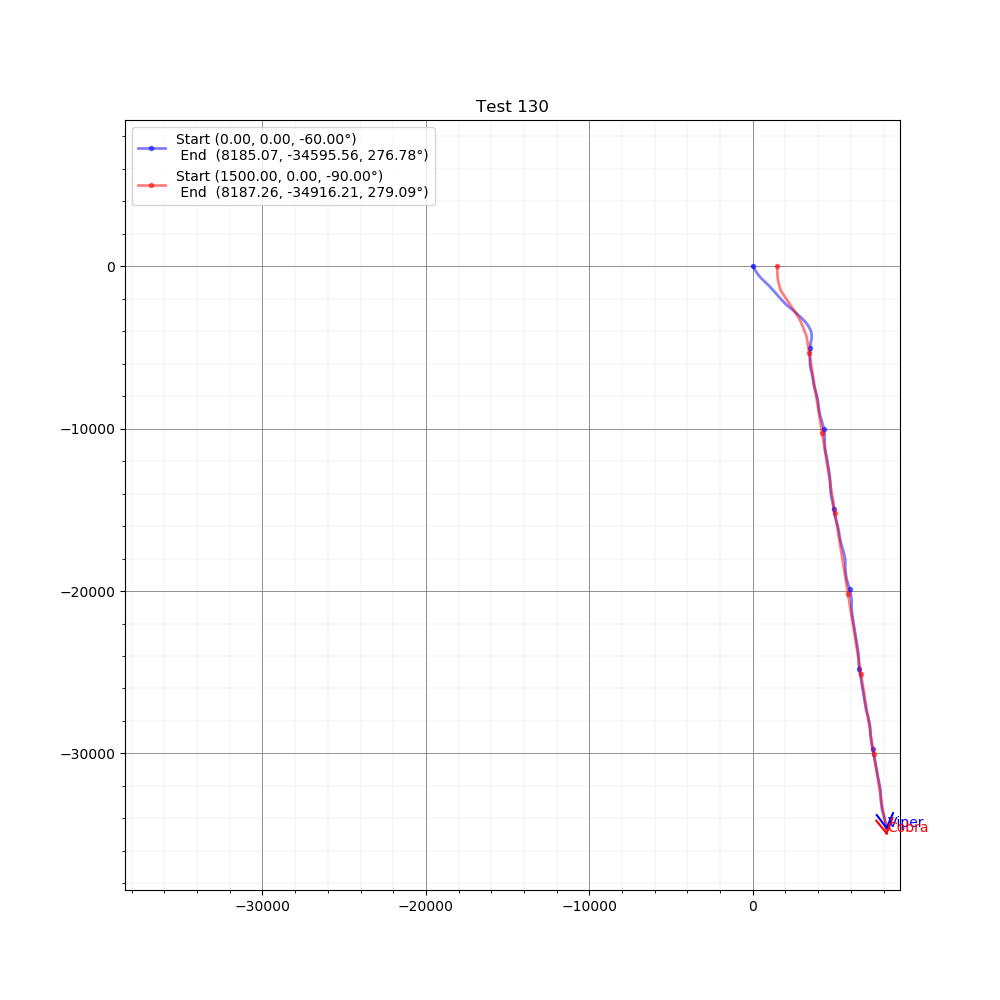 Test 130
Start (0.00, 0.00, -60.00°)
End  (8185.07, -34595.56, 276.78°)
Start (1500.00, 0.00, -90.00°)
End  (8187.26, -34916.21, 279.09°)
0
−10000
−20000
−30000
Viper
Cobra
−30000
−20000
−10000
0